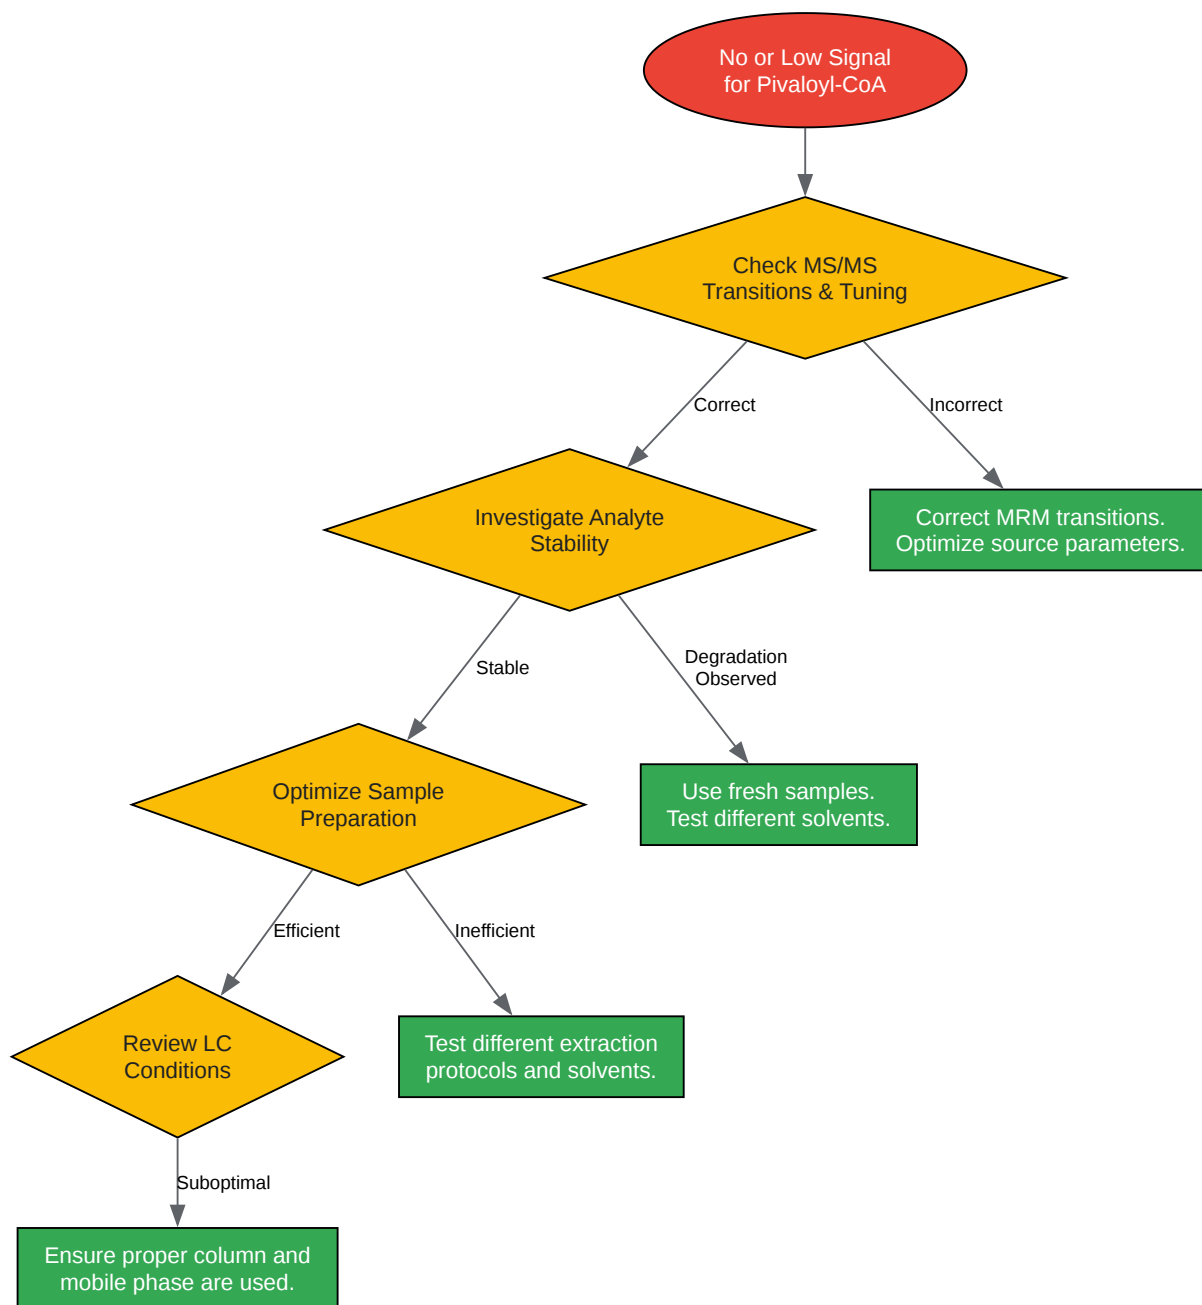 No or Low Signal
for Pivaloyl-CoA
Check MS/MS
Transitions & Tuning
Correct
Incorrect
Investigate Analyte
Stability
Correct MRM transitions.
Optimize source parameters.
Stable
Degradation
Observed
Optimize Sample
Preparation
Use fresh samples.
Test different solvents.
Efficient
Inefficient
Review LC
Conditions
Test different extraction
protocols and solvents.
Suboptimal
Ensure proper column and
mobile phase are used.